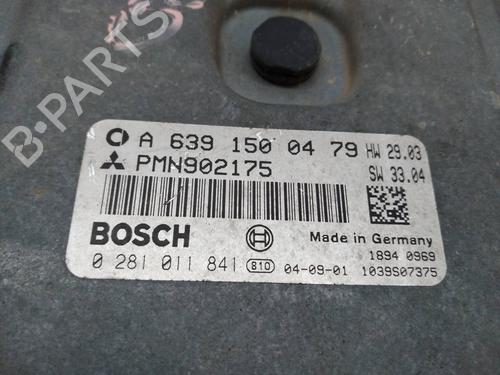 B-PARTS
A 639 150 04 79 HW 29.03
PMN902175 SW 33.04
BOSCH Made in Germany
1894 0969
0 281 011 841 810 04-09-01 1039S07375